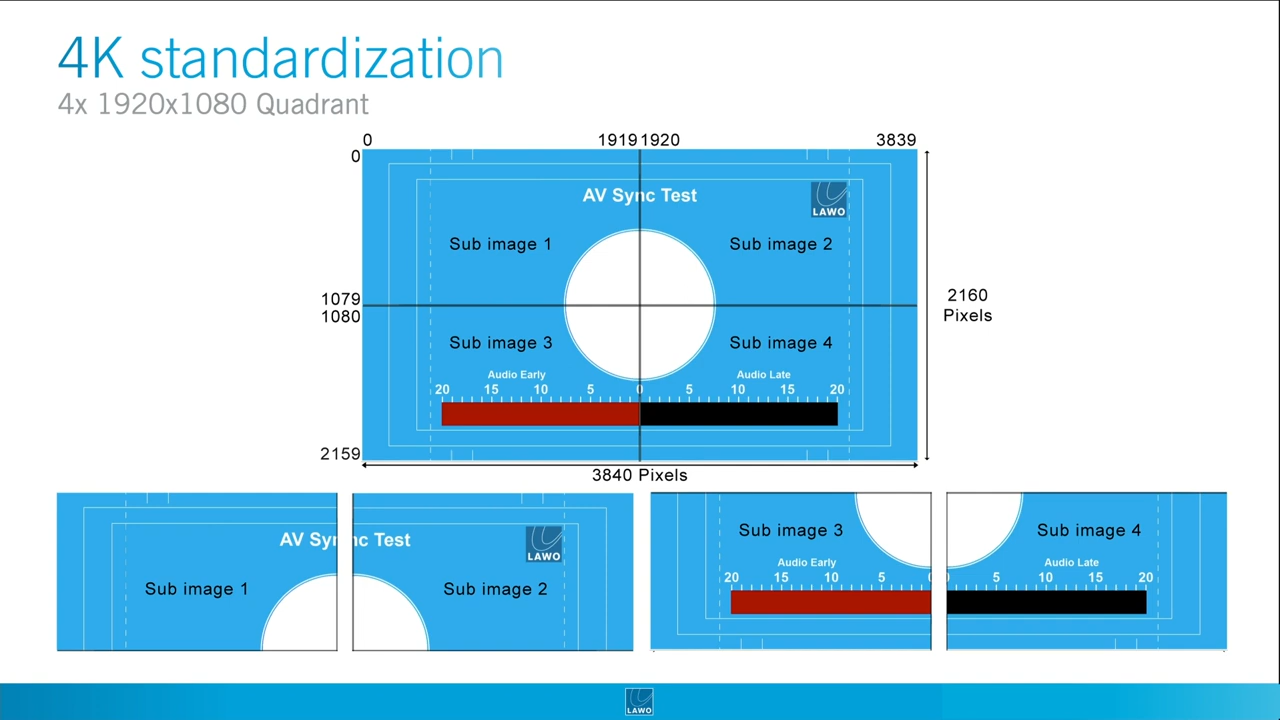 4K standardization
4x 1920x1080 Quadrant
0 1919 1920 3839
0
AV Sync Test
LAWO
Sub image 1 Sub image 2
1079
1080
2160
Pixels
Sub image 3 Sub image 4
Audio Early Audio Late
20 15 10 5 0 5 10 15 20
2159
3840 Pixels
AV Sync Test
LAWO
Sub image 1 Sub image 2
Sub image 3 Sub image 4
Audio Early Audio Late
20 15 10 5 0 5 10 15 20
LAWO